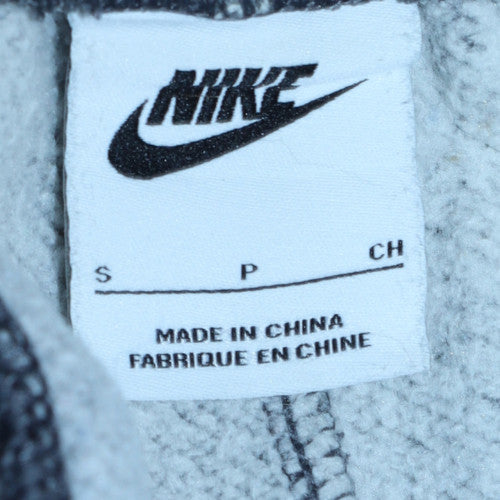 NIKE
S P CH
MADE IN CHINA
FABRIQUE EN CHINE